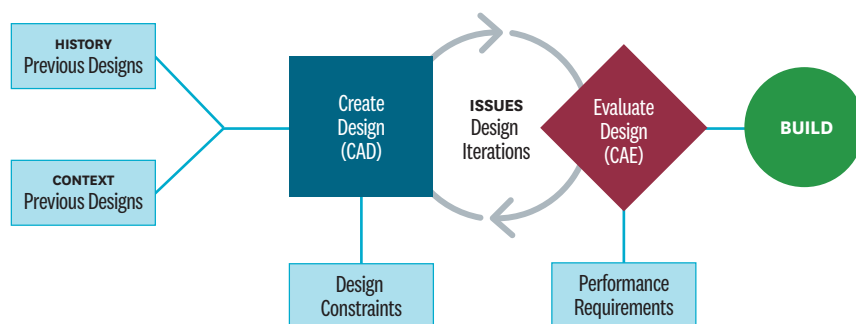 HISTORY
Previous Designs
CONTEXT
Previous Designs
Create
Design
(CAD)
Design
Constraints
ISSUES
Design
Iterations
Evaluate
Design
(CAE)
Performance
Requirements
BUILD